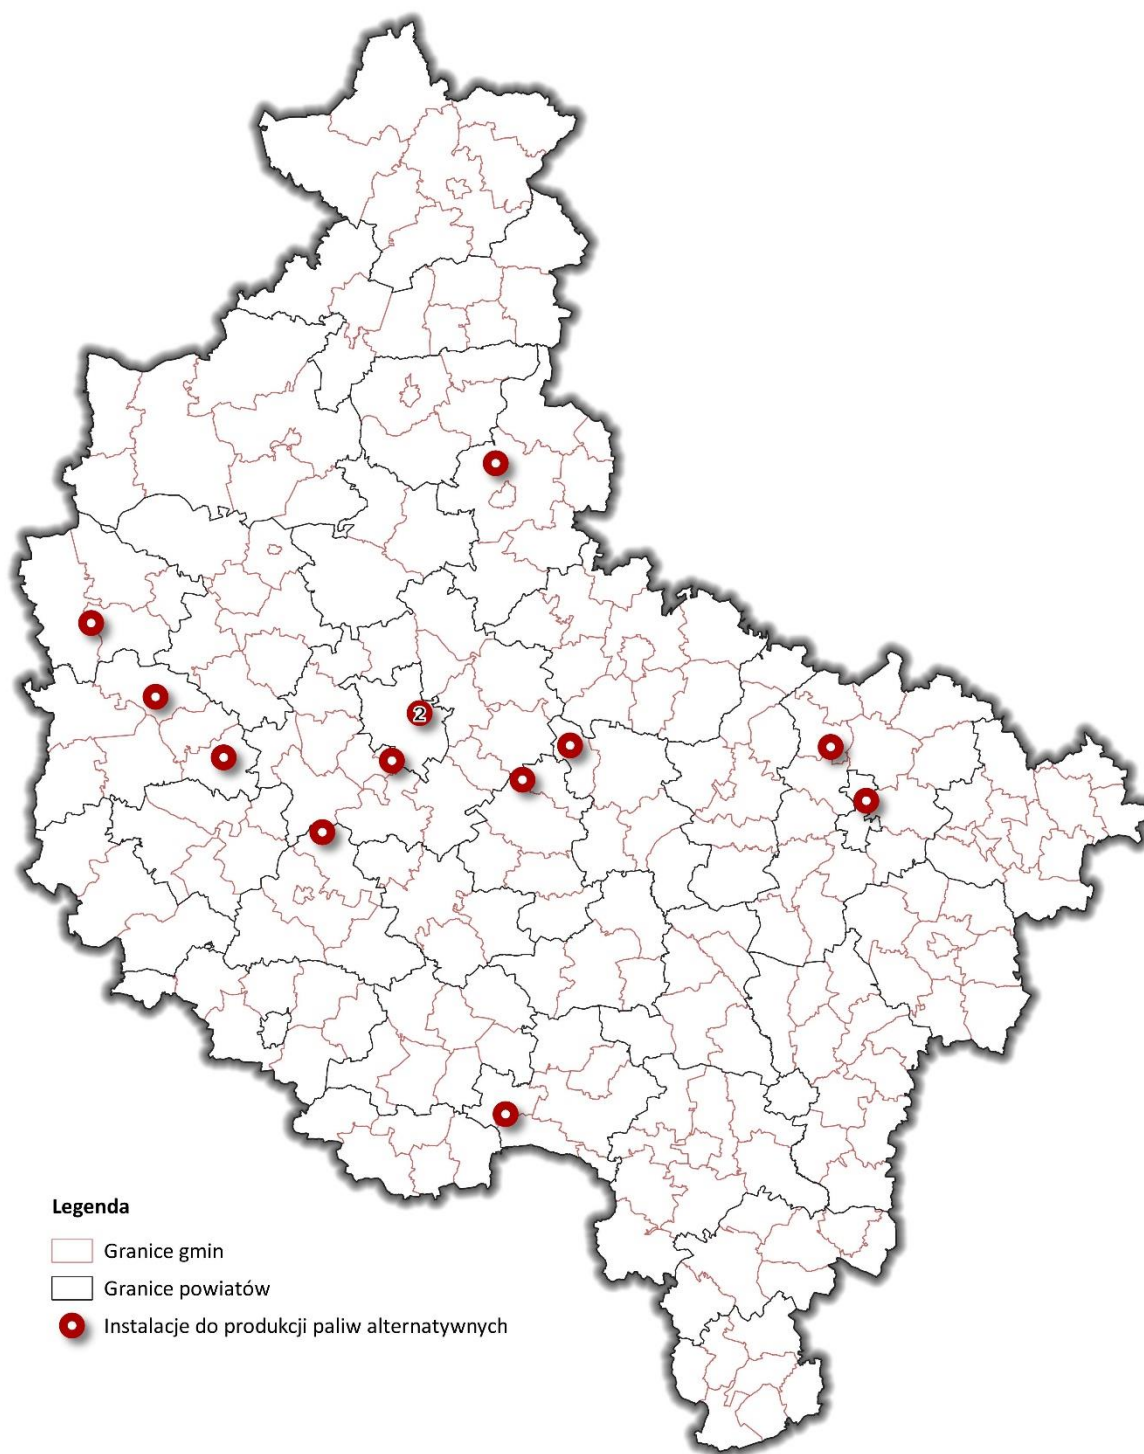 2
Legenda
Granice gmin
Granice powiatów
Instalacje do produkcji paliw alternatywnych